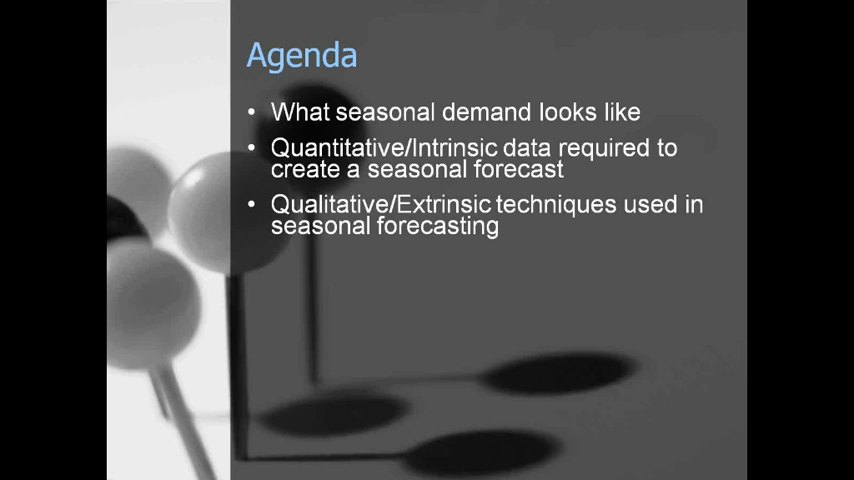 Agenda
• What seasonal demand looks like
• Quantitative/Intrinsic data required to
create a seasonal forecast
• Qualitative/Extrinsic techniques used in
seasonal forecasting